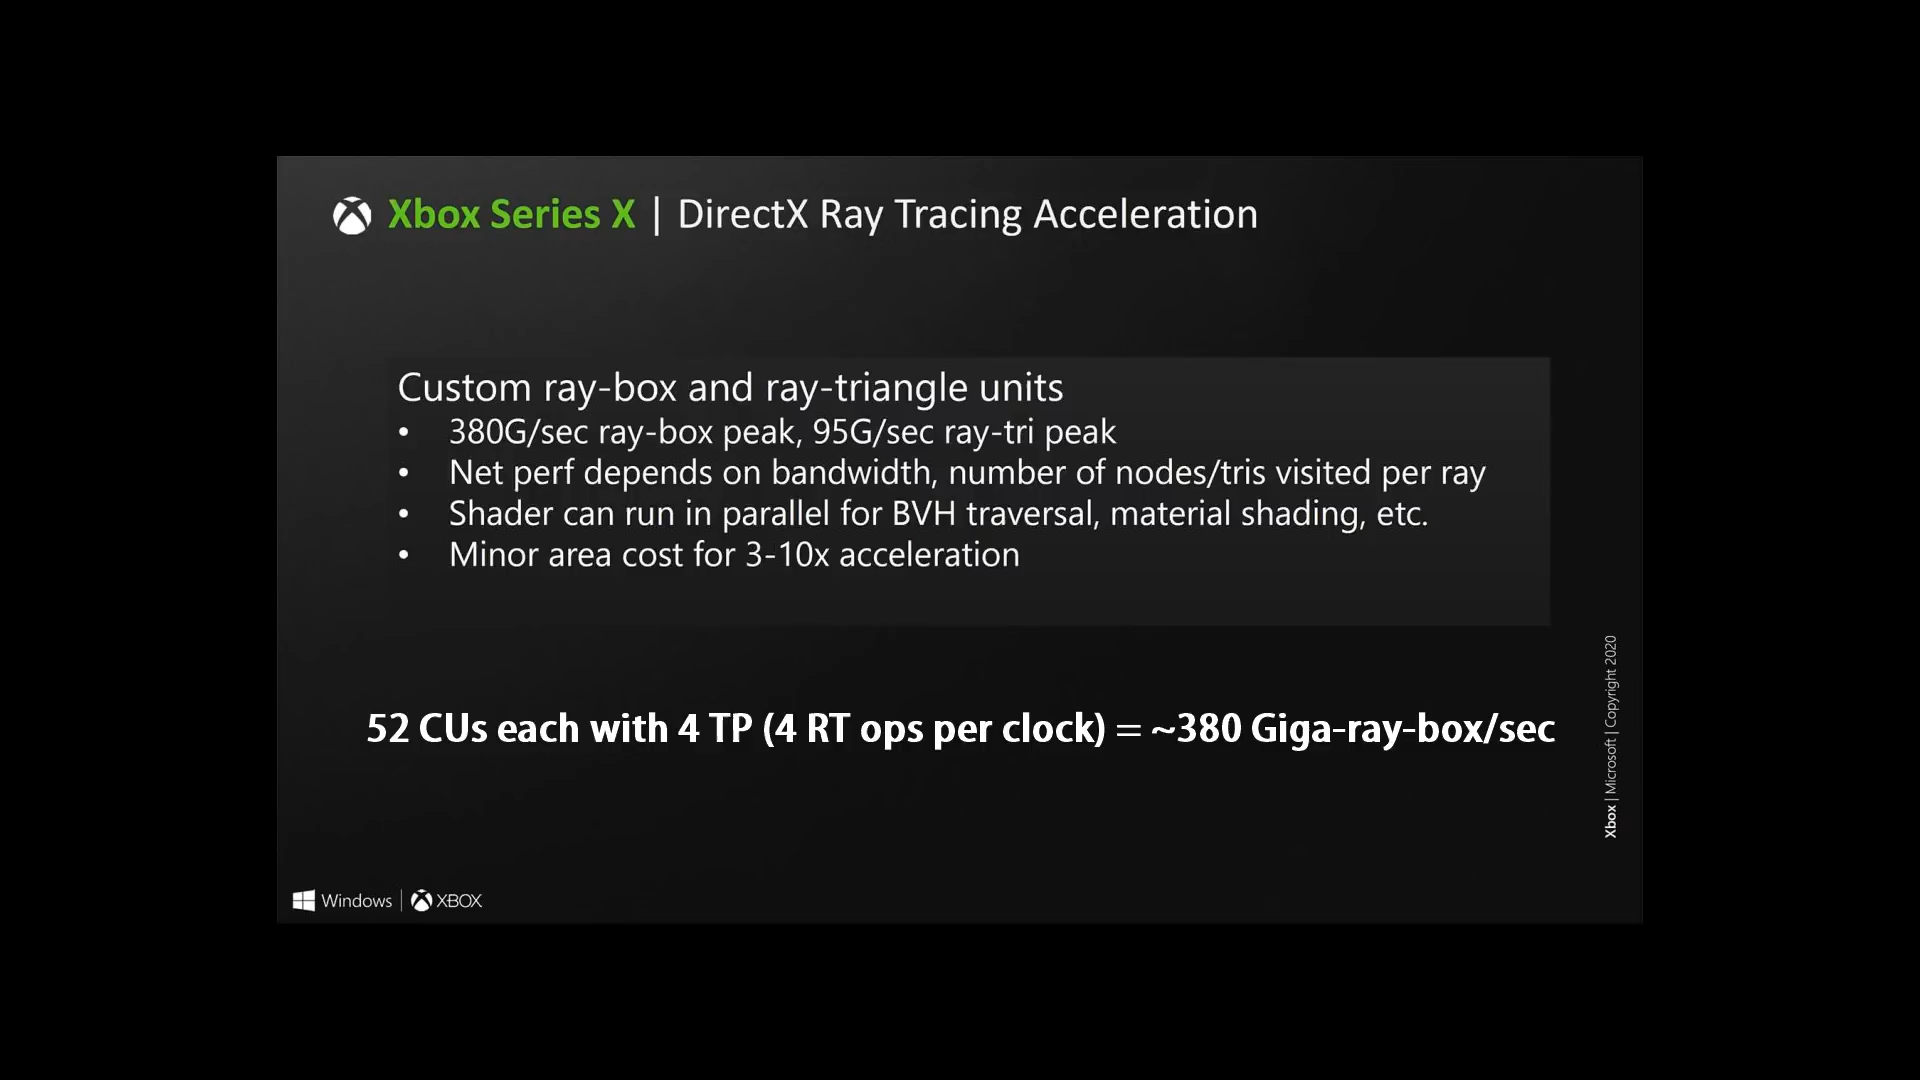 Xbox Series X | DirectX Ray Tracing Acceleration
Custom ray-box and ray-triangle units
• 380G/sec ray-box peak, 95G/sec ray-tri peak
• Net perf depends on bandwidth, number of nodes/tris visited per ray
• Shader can run in parallel for BVH traversal, material shading, etc.
• Minor area cost for 3-10x acceleration
52 CUs each with 4 TP (4 RT ops per clock) = ~380 Giga-ray-box/sec
Xbox | Microsoft | Copyright 2020
Windows | XBOX